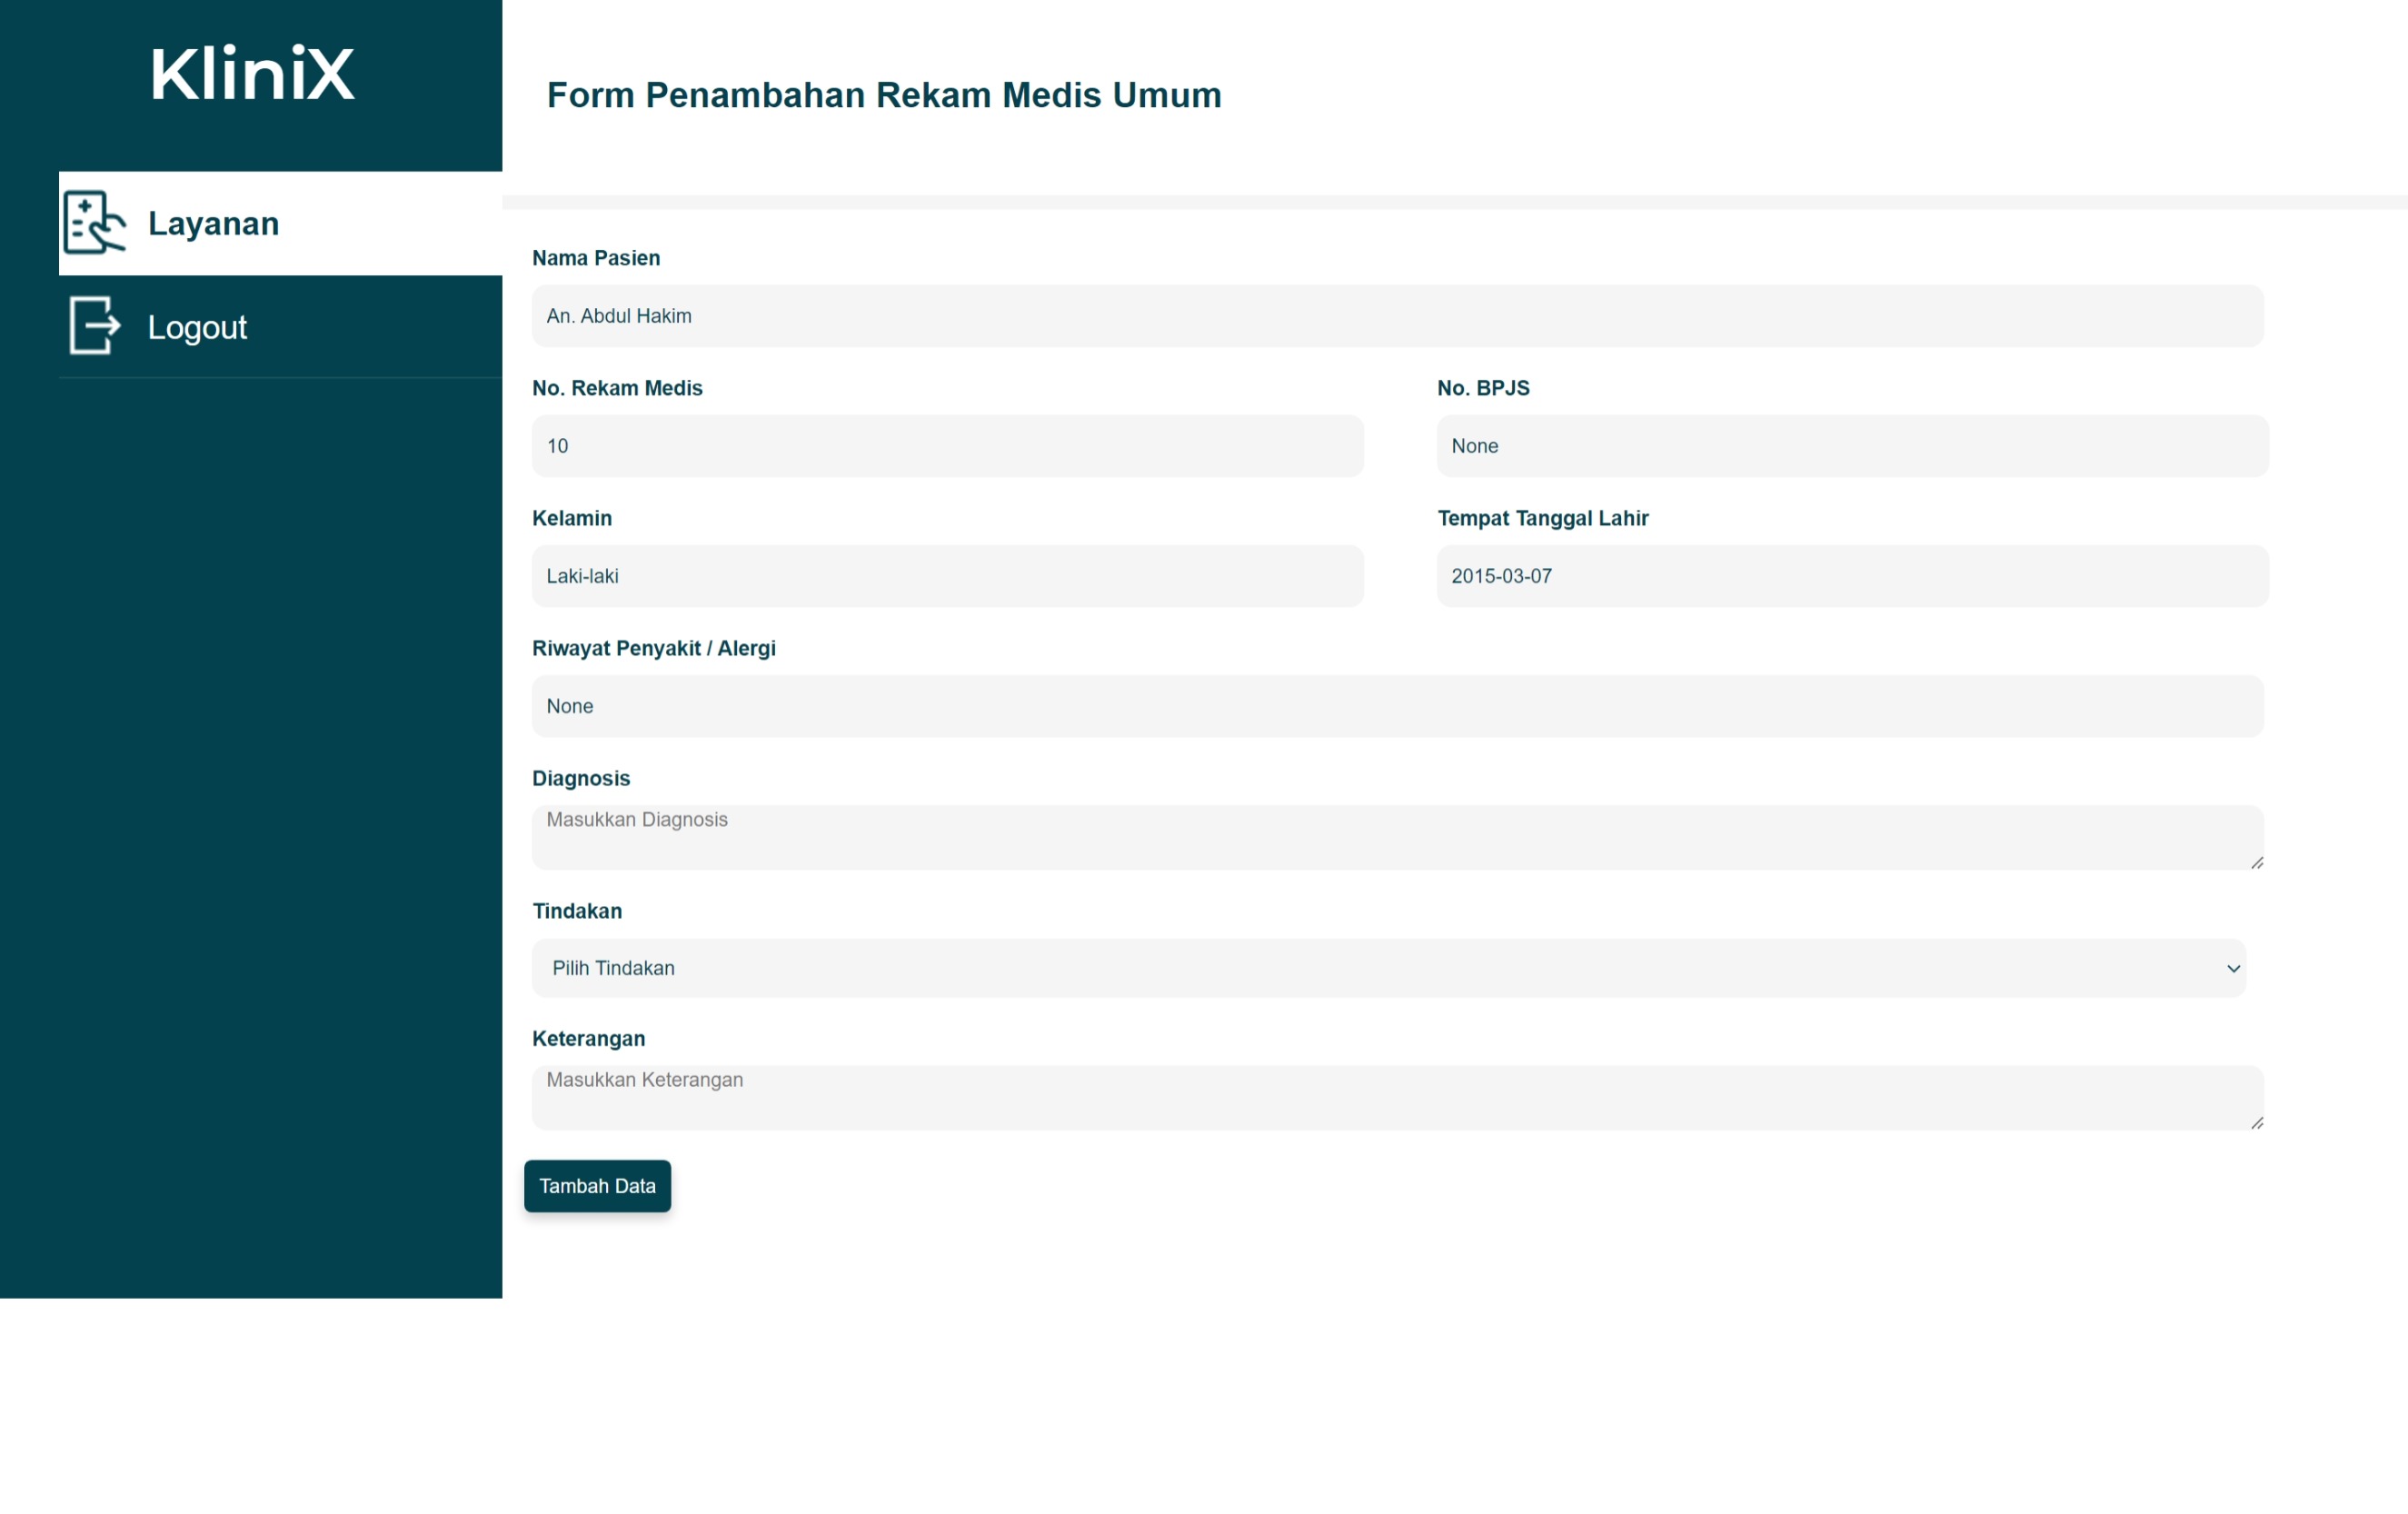 KliniX
Form Penambahan Rekam Medis Umum
Layanan
Logout
Nama Pasien
An. Abdul Hakim
No. Rekam Medis
No. BPJS
10
None
Kelamin
Tempat Tanggal Lahir
Laki-laki
2015-03-07
Riwayat Penyakit / Alergi
None
Diagnosis
Masukkan Diagnosis
Tindakan
Pilih Tindakan
Keterangan
Masukkan Keterangan
Tambah Data